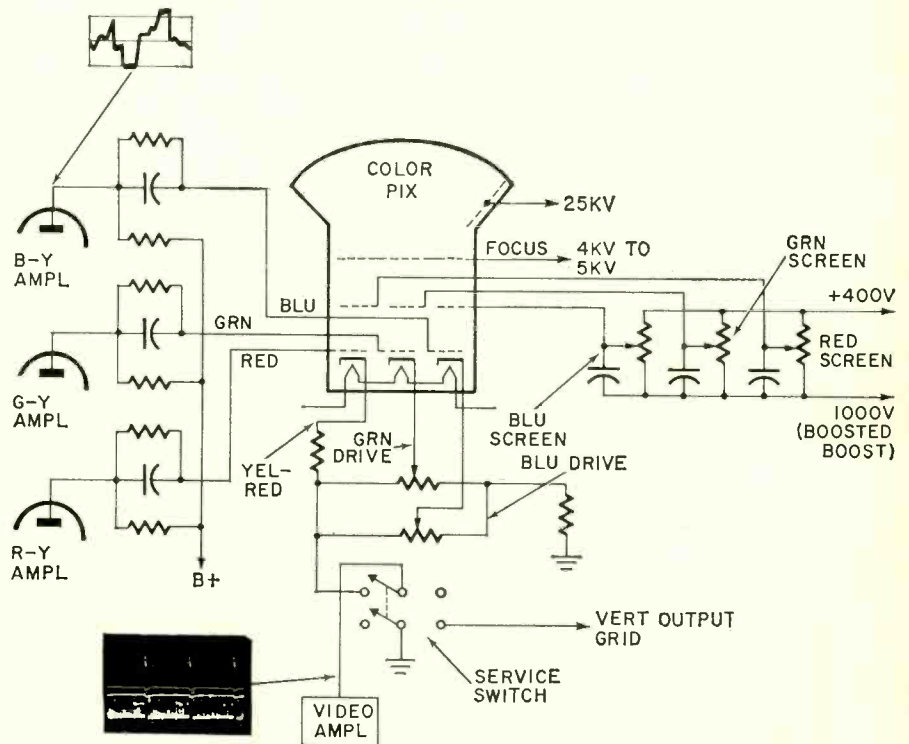 COLOR
PIX
25KV
FOCUS
4KV TO
5KV
GRN
SCREEN
B-Y
AMPL
BLU
GRN
RED
+400V
RED
SCREEN
G-Y
AMPL
1000V
(BOOSTED
BOOST)
BLU
SCREEN
GRN
DRIVE
BLU DRIVE
YEL-
RED
R-Y
AMPL
B+
VERT OUTPUT
GRID
SERVICE
SWITCH
VIDEO
AMPL